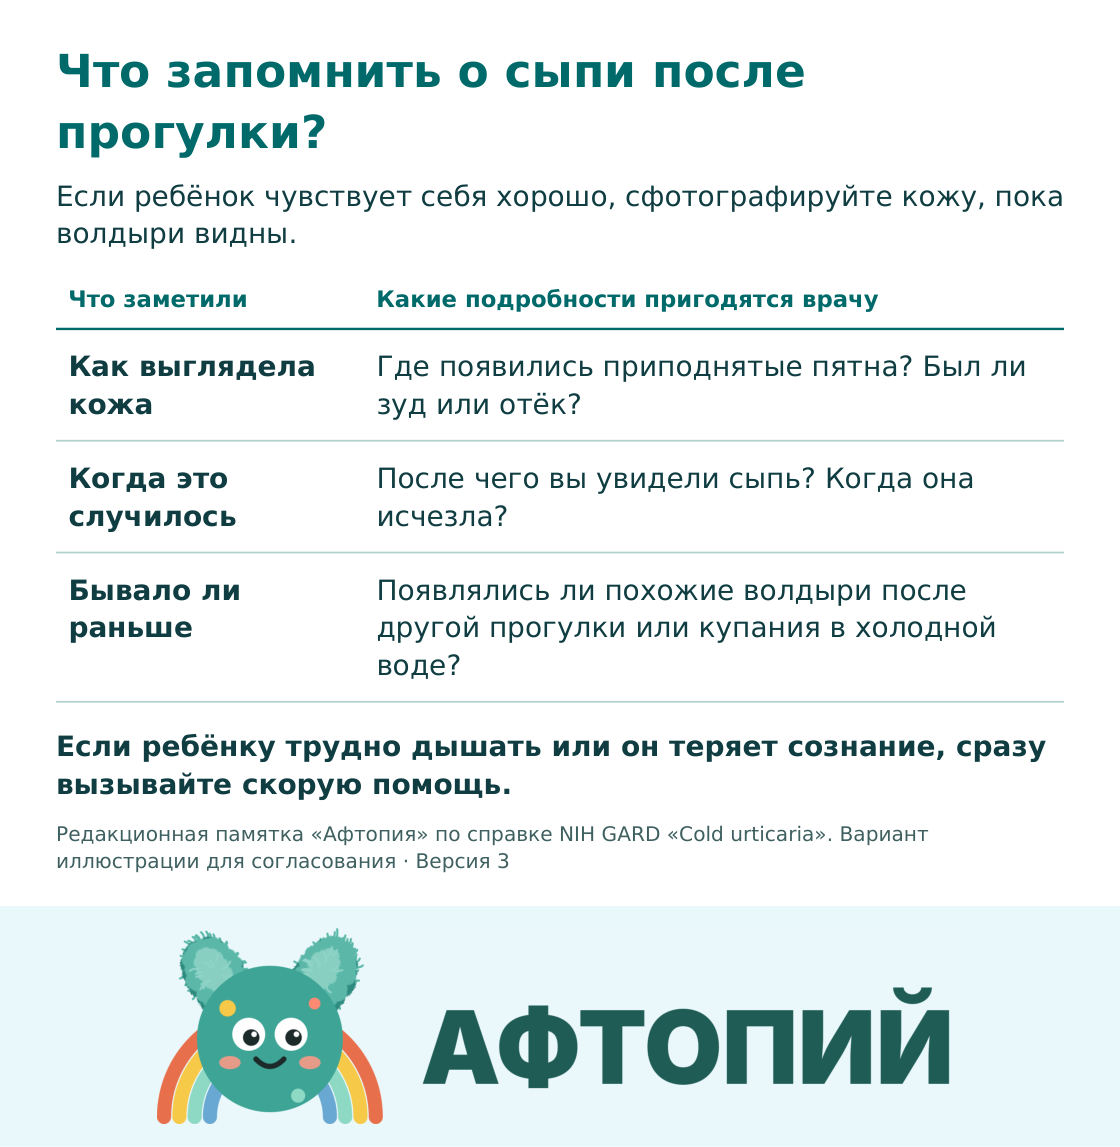 Что запомнить о сыпи после
прогулки?
Если ребёнок чувствует себя хорошо, сфотографируйте кожу, пока
волдыри видны.
Что заметили Какие подробности пригодятся врачу
Как выглядела Где появились приподнятые пятна? Был ли
кожа зуд или отёк?
Когда это После чего вы увидели сыпь? Когда она
случилось исчезла?
Бывало ли Появлялись ли похожие волдыри после
раньше другой прогулки или купания в холодной
воде?
Если ребёнку трудно дышать или он теряет сознание, сразу
вызывайте скорую помощь.
Редакционная памятка «Афтопия» по справке NIH GARD «Cold urticaria». Вариант
иллюстрации для согласования · Версия 3
АФТОПИЙ